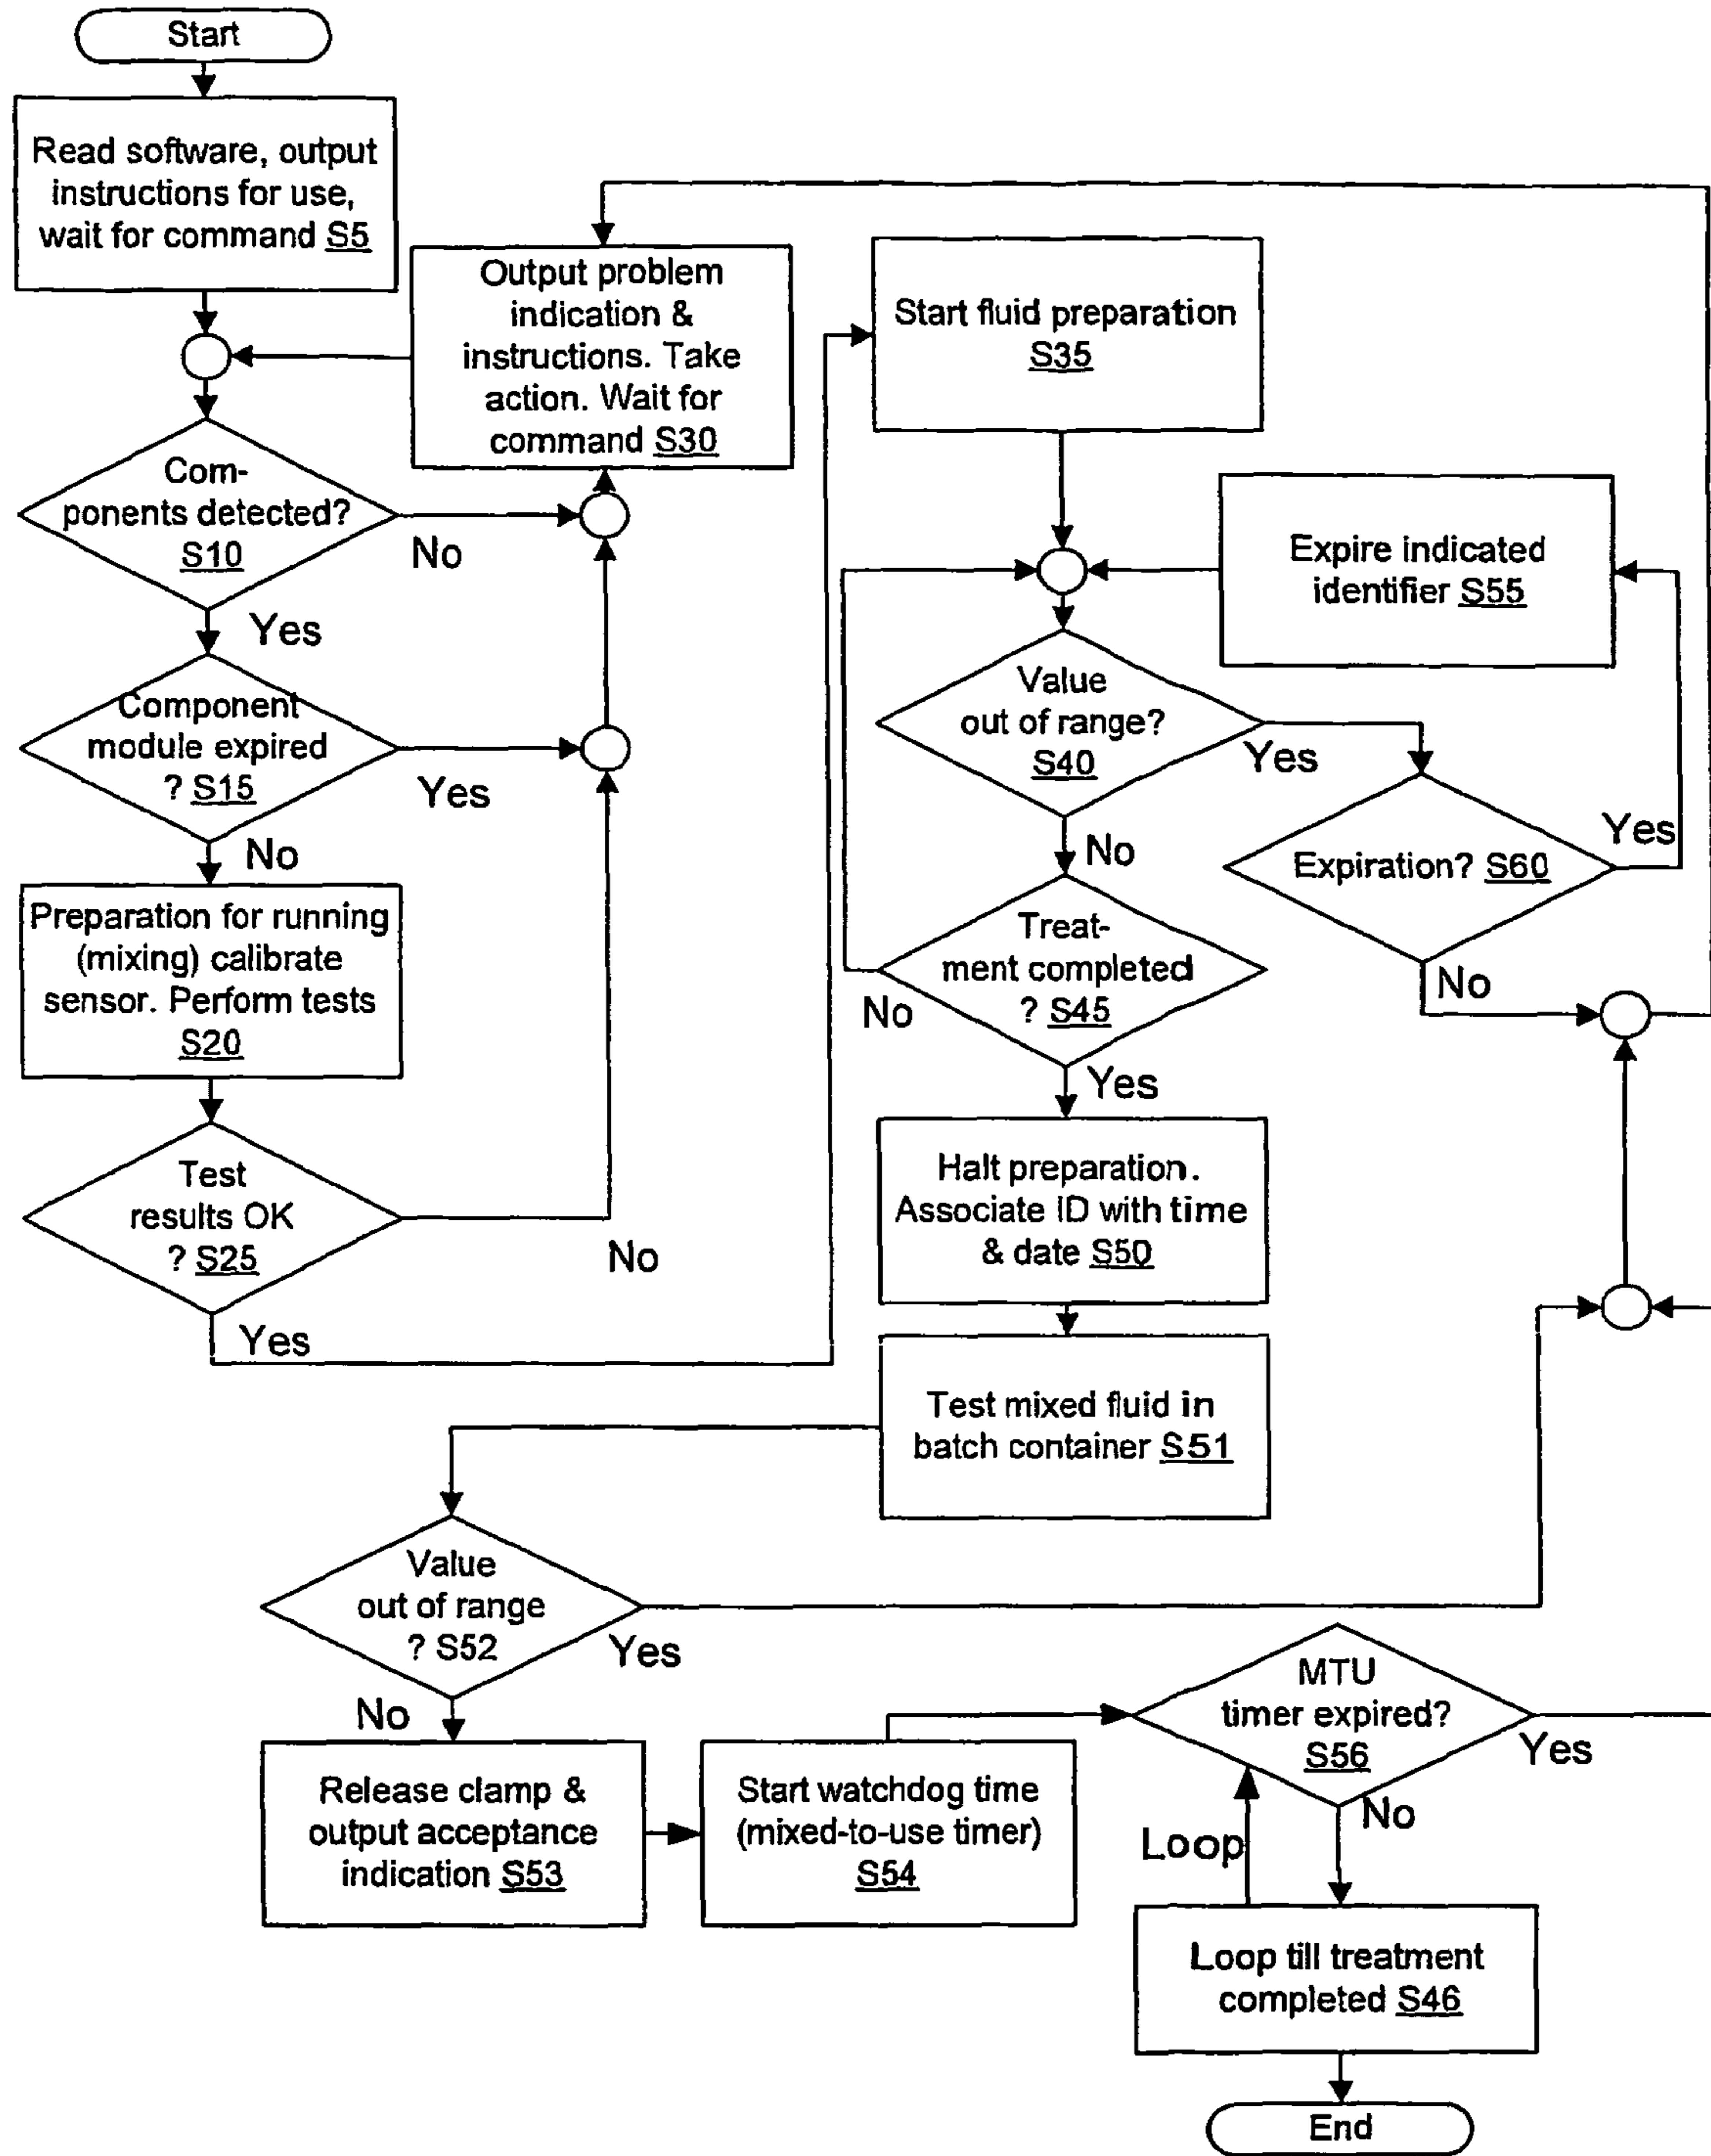 Start
Read software, output
instructions for use,
wait for command S5
Output problem
indication &
instructions. Take
action. Wait for
command S30
Start fluid preparation
S35
Com-
ponents detected?
S10
No
Yes
Expire indicated
identifier S55
Component
module expired
? S15
Yes
No
Value
out of range?
S40
Yes
No
Expiration? S60
Yes
No
Preparation for running
(mixing) calibrate
sensor. Perform tests
S20
Treat-
ment completed
? S45
No
Yes
Test
results OK
? S25
No
Yes
Halt preparation.
Associate ID with time
& date S50
Test mixed fluid in
batch container S51
Value
out of range
? S52
Yes
No
MTU
timer expired?
S56
Yes
No
Release clamp &
output acceptance
indication S53
Start watchdog time
(mixed-to-use timer)
S54
Loop
Loop till treatment
completed S46
End